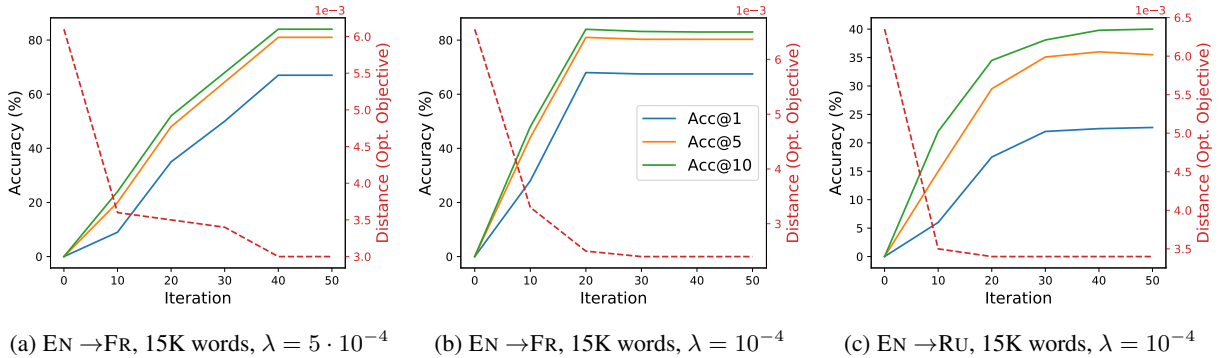 1e−3
80
60
40
20
0
6.0
5.5
5.0
4.5
4.0
3.5
3.0
0 10 20 30 40 50
Accuracy (%)
Iteration
Distance (Opt. Objective)
(a) EN →FR, 15K words, λ = 5 · 10⁻⁴
1e−3
80
60
40
20
0
6
5
4
3
Acc@1
Acc@5
Acc@10
0 10 20 30 40 50
Accuracy (%)
Iteration
Distance (Opt. Objective)
(b) EN →FR, 15K words, λ = 10⁻⁴
1e−3
40
35
30
25
20
15
10
5
0
6.5
6.0
5.5
5.0
4.5
4.0
3.5
0 10 20 30 40 50
Accuracy (%)
Iteration
Distance (Opt. Objective)
(c) EN →RU, 15K words, λ = 10⁻⁴